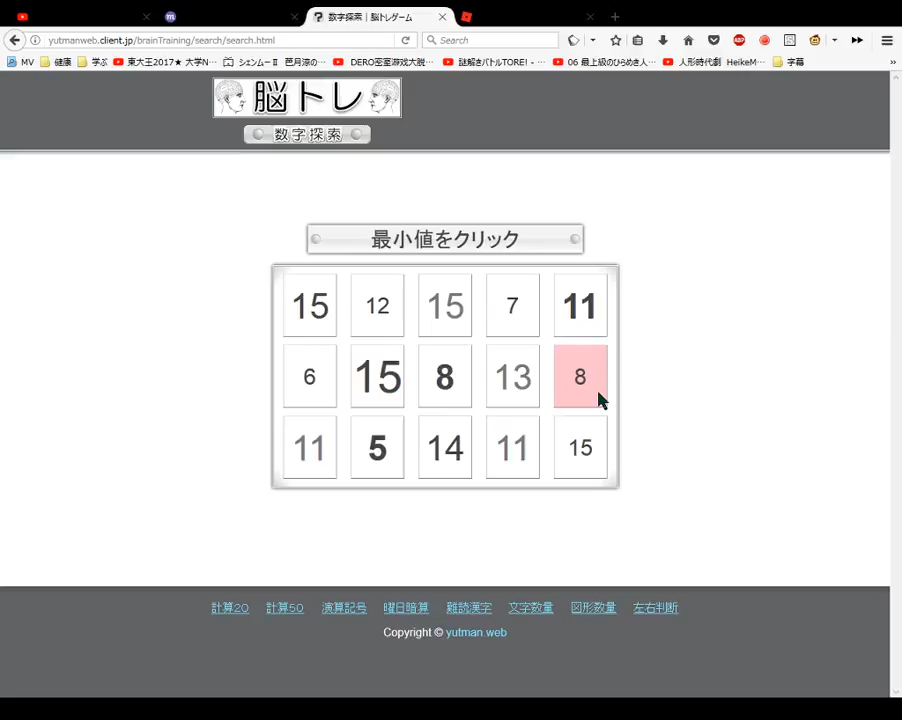 数字探索 | 脳トレゲーム
yutmanweb.client.jp/brainTraining/search/search.html
Search
MV 健康 学ぶ 東大王2017★ 大学N… シェンムーⅡ 芭月涼の… DERO密室游戏大脱… 謎解きバトルTORE! - … 06 最上級のひらめき人… 人形時代劇 HeikeM… 字幕
脳トレ
数字探索
最小値をクリック
15 12 15 7 11
6 15 8 13 8
11 5 14 11 15
計算20 計算50 演算記号 曜日暗算 難読漢字 文字数量 図形数量 左右判断
Copyright © yutman.web